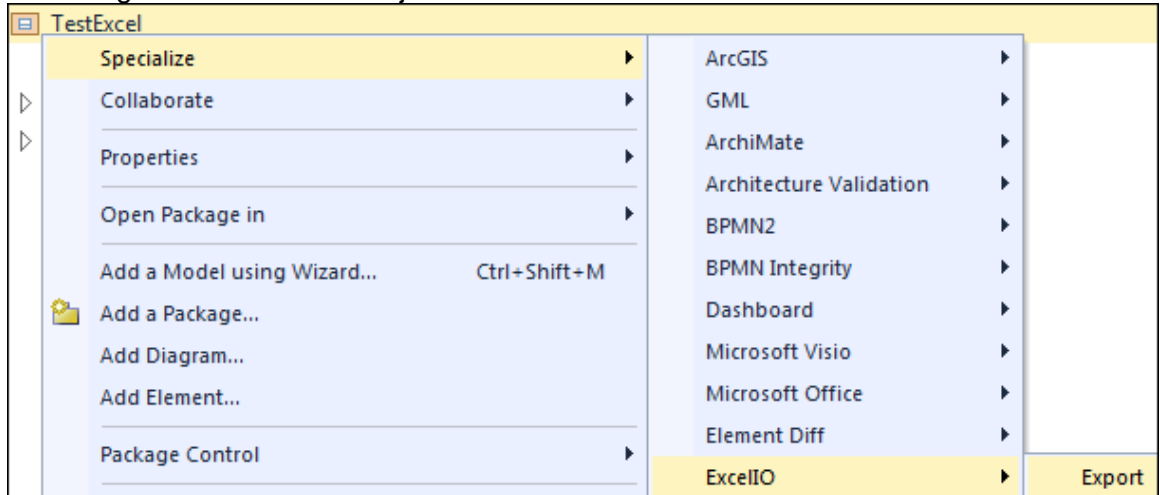 TestExcel
Specialize
Collaborate
Properties
Open Package in
Add a Model using Wizard... Ctrl+Shift+M
Add a Package...
Add Diagram...
Add Element...
Package Control
ArcGIS
GML
ArchiMate
Architecture Validation
BPMN2
BPMN Integrity
Dashboard
Microsoft Visio
Microsoft Office
Element Diff
ExcelIO
Export